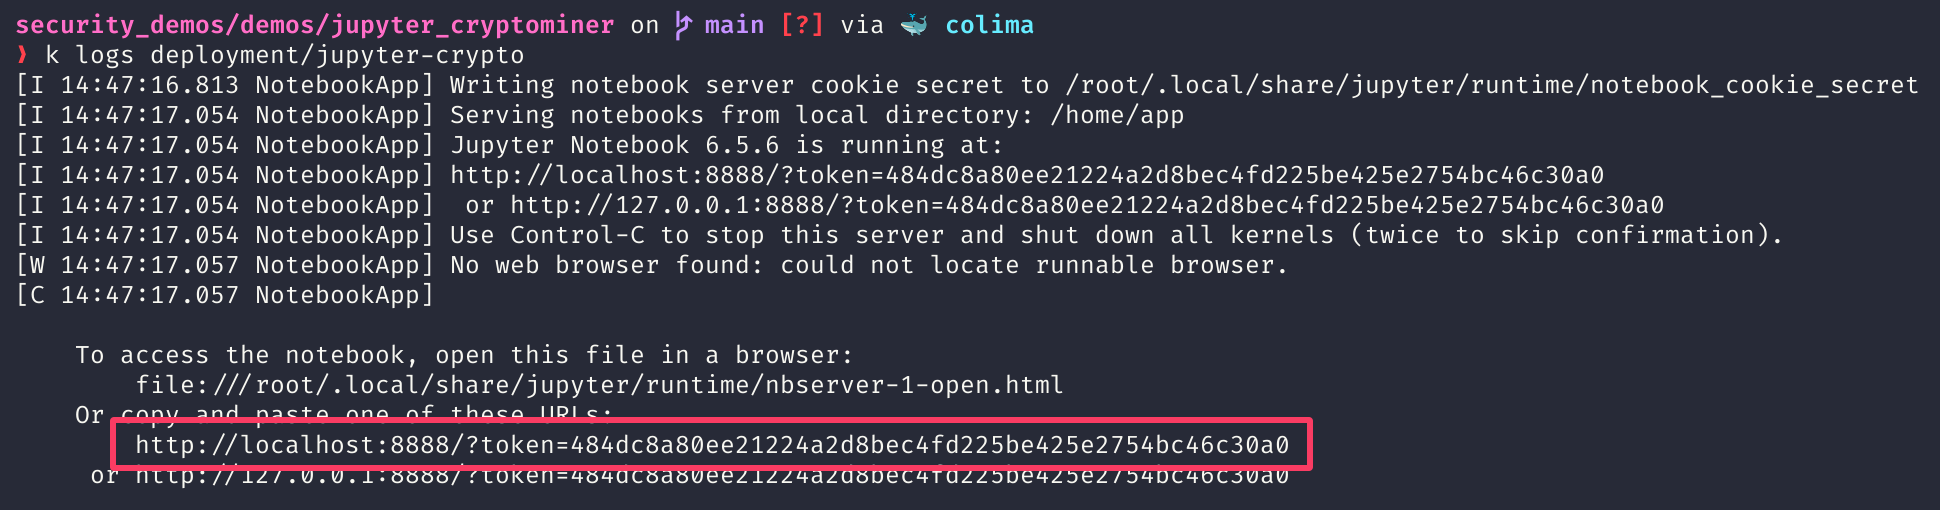 security_demos/demos/jupyter_cryptominer on main [?] via 🐳 colima
❯ k logs deployment/jupyter-crypto
[I 14:47:16.813 NotebookApp] Writing notebook server cookie secret to /root/.local/share/jupyter/runtime/notebook_cookie_secret
[I 14:47:17.054 NotebookApp] Serving notebooks from local directory: /home/app
[I 14:47:17.054 NotebookApp] Jupyter Notebook 6.5.6 is running at:
[I 14:47:17.054 NotebookApp] http://localhost:8888/?token=484dc8a80ee21224a2d8bec4fd225be425e2754bc46c30a0
[I 14:47:17.054 NotebookApp]  or http://127.0.0.1:8888/?token=484dc8a80ee21224a2d8bec4fd225be425e2754bc46c30a0
[I 14:47:17.054 NotebookApp] Use Control-C to stop this server and shut down all kernels (twice to skip confirmation).
[W 14:47:17.057 NotebookApp] No web browser found: could not locate runnable browser.
[C 14:47:17.057 NotebookApp]
To access the notebook, open this file in a browser:
file:///root/.local/share/jupyter/runtime/nbserver-1-open.html
Or copy and paste one of these URLs:
http://localhost:8888/?token=484dc8a80ee21224a2d8bec4fd225be425e2754bc46c30a0
or http://127.0.0.1:8888/?token=484dc8a80ee21224a2d8bec4fd225be425e2754bc46c30a0